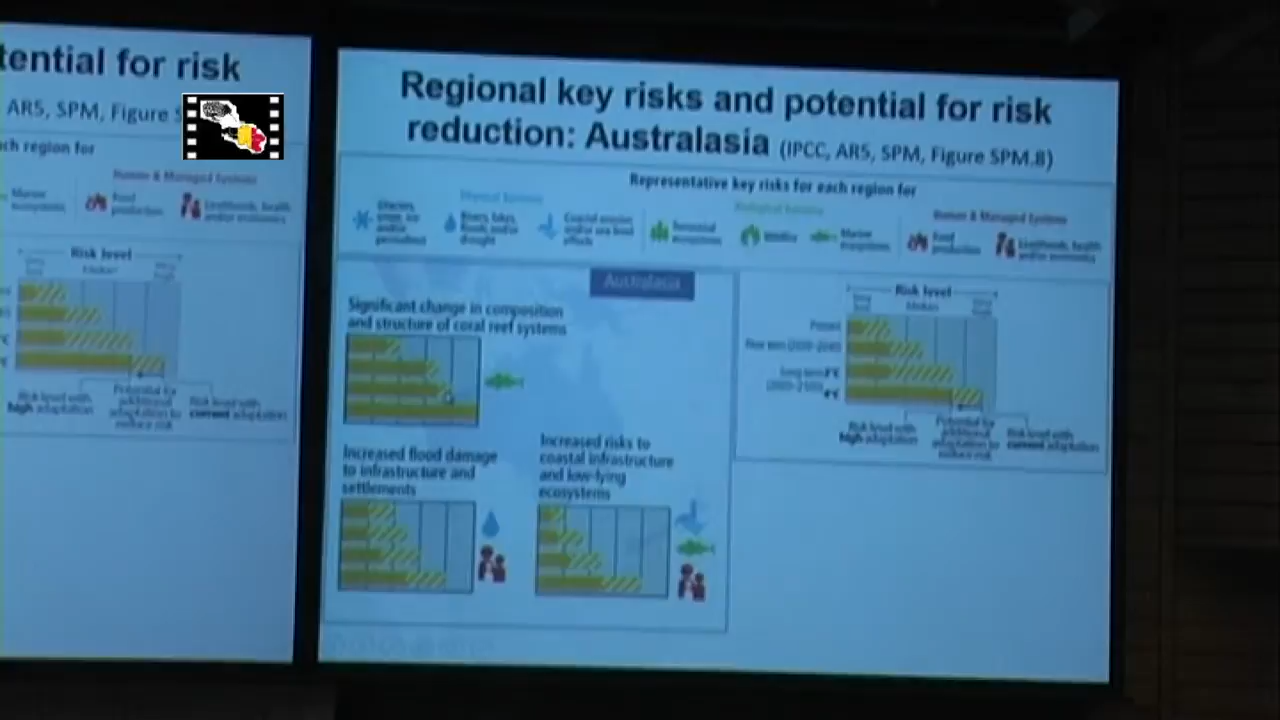 tential for risk
AR5, SPM, Figure S
ch region for
Human & Managed Systems
Marine
ecosystems
Food
production
Livelihoods, health
and/or economics
Risk level
Risk level with
high adaptation
Potential for
additional
adaptation to
reduce risk
Risk level with
current adaptation
Regional key risks and potential for risk
reduction: Australasia (IPCC, AR5, SPM, Figure SPM.8)
Representative key risks for each region for
Physical Systems
Glaciers,
snow, ice
and/or
permafrost
Rivers, lakes,
floods and/or
drought
Coastal erosion
and/or sea level
effects
Biological Systems
Terrestrial
ecosystems
Wildfire
Marine
ecosystems
Human & Managed Systems
Food
production
Livelihoods, health
and/or economics
Australasia
Significant change in composition
and structure of coral reef systems
Increased flood damage
to infrastructure and
settlements
Increased risks to
coastal infrastructure
and low-lying
ecosystems
Risk level
Present
Near term (2030–2040)
Long term 2°C
(2080–2100)
4°C
Risk level with
high adaptation
Potential for
additional
adaptation to
reduce risk
Risk level with
current adaptation